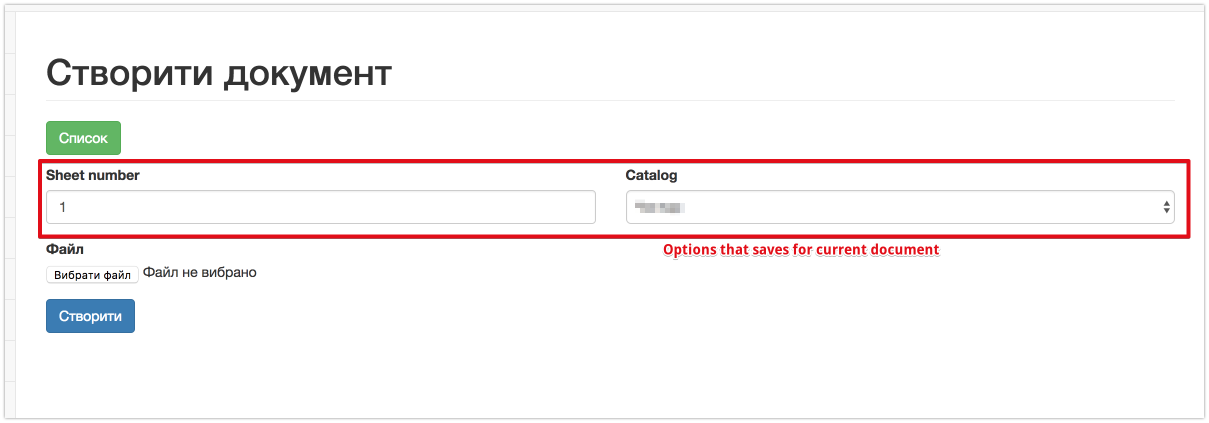 Створити документ
Список
Sheet number
Catalog
1
Файл
Options that saves for current document
Вибрати файл Файл не вибрано
Створити